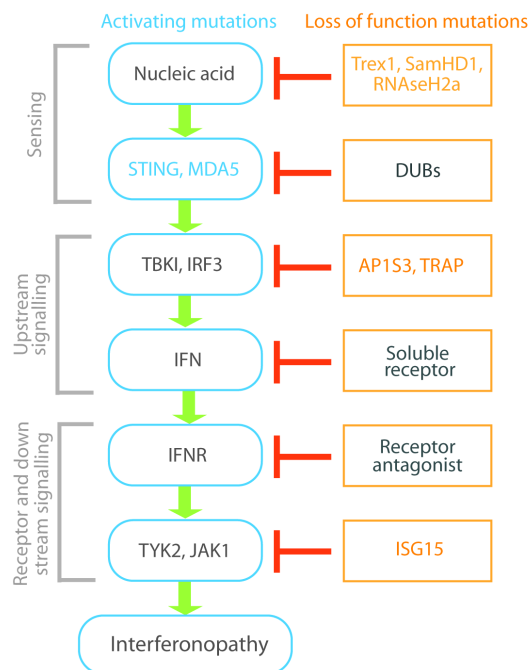 Activating mutations
Loss of function mutations
Sensing
Nucleic acid
Trex1, SamHD1,
RNAseH2a
STING, MDA5
DUBs
Upstream
signalling
TBKI, IRF3
AP1S3, TRAP
IFN
Soluble
receptor
Receptor and down
stream signalling
IFNR
Receptor
antagonist
TYK2, JAK1
ISG15
Interferonopathy